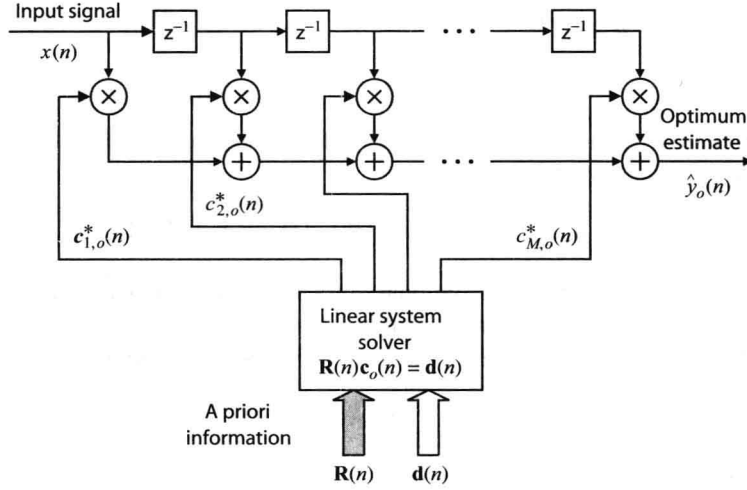 Input signal
x(n)
z⁻¹
z⁻¹
· · ·
z⁻¹
×
×
×
×
+
+
· · ·
+
Optimum
estimate
ŷₒ(n)
c*₁,ₒ(n)
c*₂,ₒ(n)
c*_{M,o}(n)
Linear system
solver
R(n)cₒ(n) = d(n)
A priori
information
R(n)
d(n)